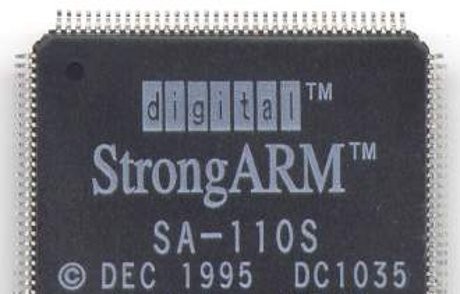 digital™
StrongARM™
SA-110S
© DEC 1995 DC1035